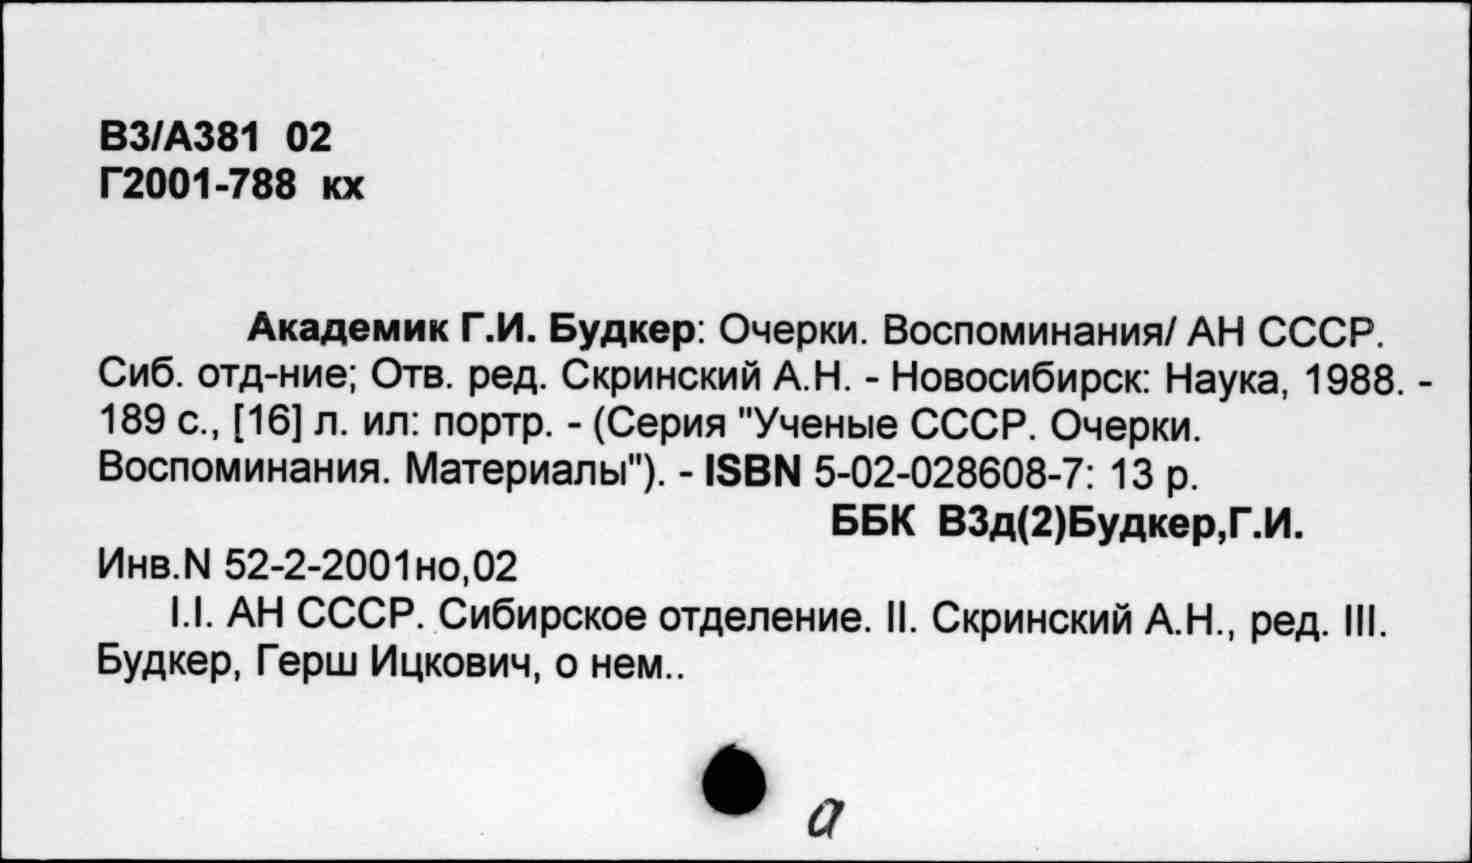 В3/А381 02
Г2001-788 кх
Академик Г.И. Будкер: Очерки. Воспоминания/ АН СССР.
Сиб. отд-ние; Отв. ред. Скринский А.Н. - Новосибирск: Наука, 1988. -
189 с., [16] л. ил: портр. - (Серия "Ученые СССР. Очерки.
Воспоминания. Материалы"). - ISBN 5-02-028608-7: 13 р.
ББК В3д(2)Будкер,Г.И.
Инв.N 52-2-2001но,02
I.I. АН СССР. Сибирское отделение. II. Скринский А.Н., ред. III.
Будкер, Герш Ицкович, о нем..
а